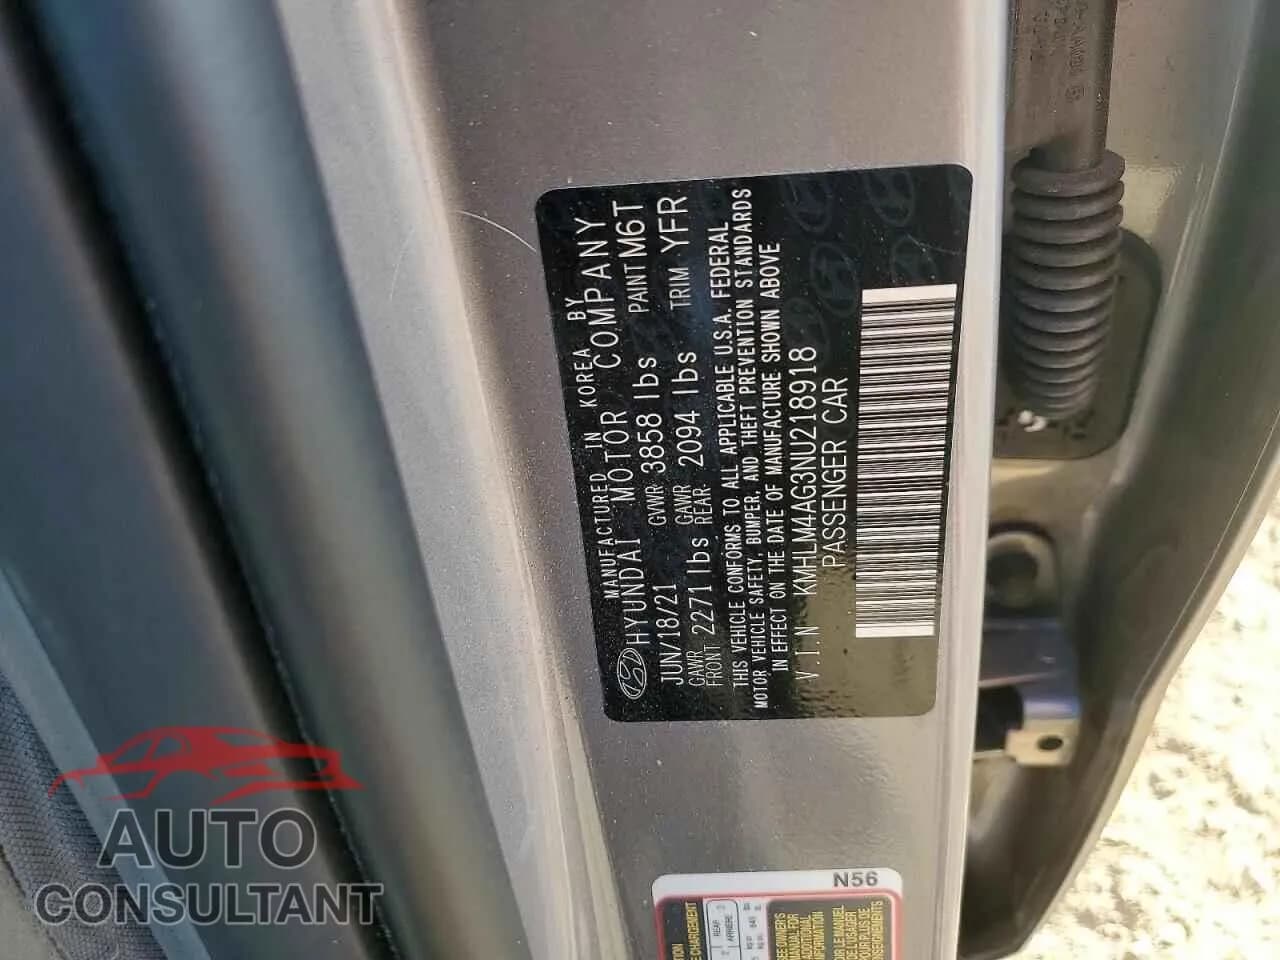 MANUFACTURED IN KOREA BY
HYUNDAI MOTOR COMPANY
JUN/18/21 GVWR 3858 lbs PAINT M6T
GAWR FRONT 2271 lbs GAWR REAR 2094 lbs TRIM YFR
THIS VEHICLE CONFORMS TO ALL APPLICABLE U.S.A. FEDERAL
MOTOR VEHICLE SAFETY, BUMPER, AND THEFT PREVENTION STANDARDS
IN EFFECT ON THE DATE OF MANUFACTURE SHOWN ABOVE
V.I.N KMHLM4AG3NU218918
PASSENGER CAR
N56
REAR
ARRIÈRE
AUTO
CONSULTANT